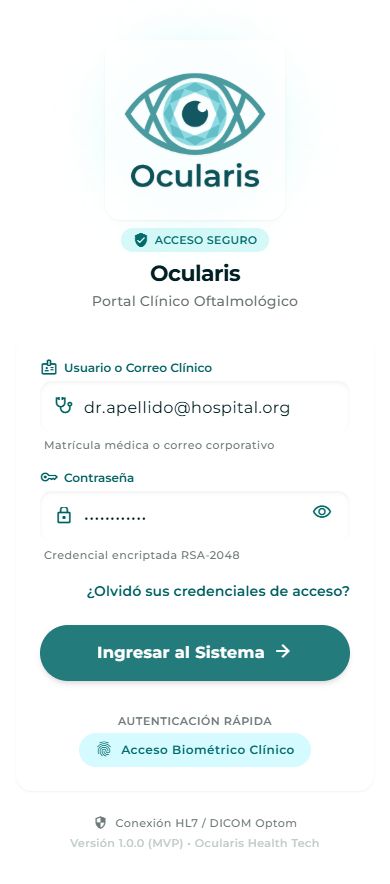 Ocularis
ACCESO SEGURO
Ocularis
Portal Clínico Oftalmológico
Usuario o Correo Clínico
dr.apellido@hospital.org
Matrícula médica o correo corporativo
Contraseña
••••••••••••
Credencial encriptada RSA-2048
¿Olvidó sus credenciales de acceso?
Ingresar al Sistema →
AUTENTICACIÓN RÁPIDA
Acceso Biométrico Clínico
Conexión HL7 / DICOM Optom
Versión 1.0.0 (MVP) • Ocularis Health Tech